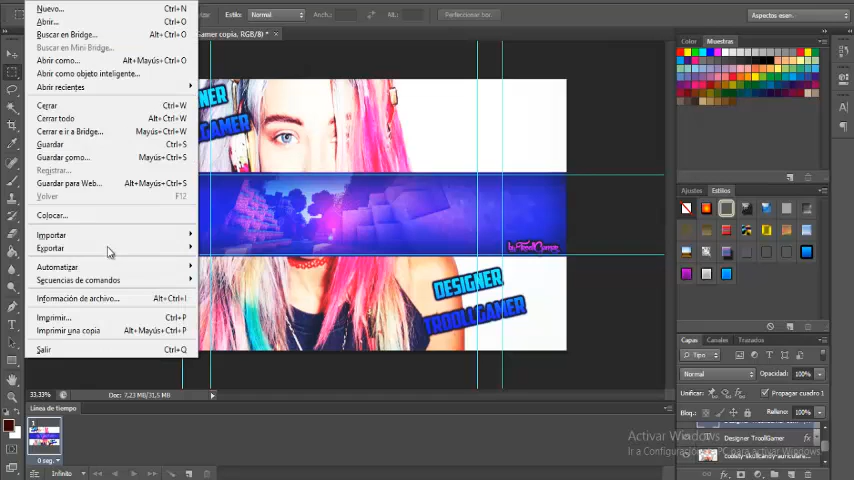 Estilo: Normal
Anch.:
Al.:
Perfeccionar bor...
Aspectos esen...
Nuevo... Ctrl+N
Abrir... Ctrl+O
Buscar en Bridge... Alt+Ctrl+O
Buscar en Mini Bridge...
Abrir como... Alt+Mayús+Ctrl+O
Abrir como objeto inteligente...
Abrir recientes
Cerrar Ctrl+W
Cerrar todo Alt+Ctrl+W
Cerrar e ir a Bridge... Mayús+Ctrl+W
Guardar Ctrl+S
Guardar como... Mayús+Ctrl+S
Registrar...
Guardar para Web... Alt+Mayús+Ctrl+S
Volver F12
Colocar...
Importar
Exportar
Automatizar
Secuencias de comandos
Información de archivo... Alt+Ctrl+I
Imprimir... Ctrl+P
Imprimir una copia Alt+Mayús+Ctrl+P
Salir Ctrl+Q
Gamer copia, RGB/8) *
NER
GAMER
by TroollGamer
DESIGNER
TROOLLGAMER
33.33% Doc: 7,23 MB/31,5 MB
Línea de tiempo
1
0 seg.
Infinito
Color Muestras
Ajustes Estilos
Capas Canales Trazados
Tipo
Normal Opacidad: 100%
Unificar: Propagar cuadro 1
Bloq.: Relleno: 100%
Designer TroollGamer
Activar Windows
Ir a Configuración de PC para activar Windows.